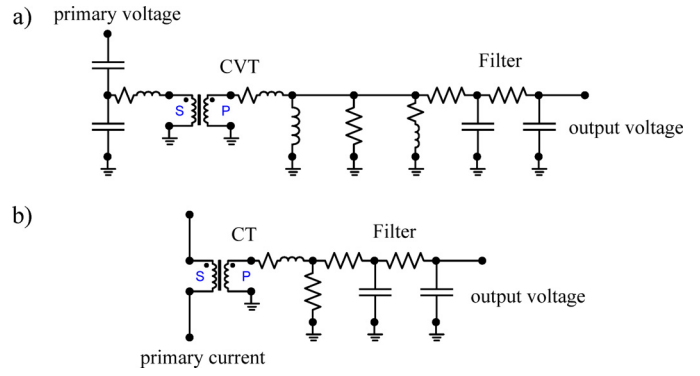 a)
primary voltage
CVT
Filter
S
P
output voltage
b)
CT
Filter
S
P
output voltage
primary current